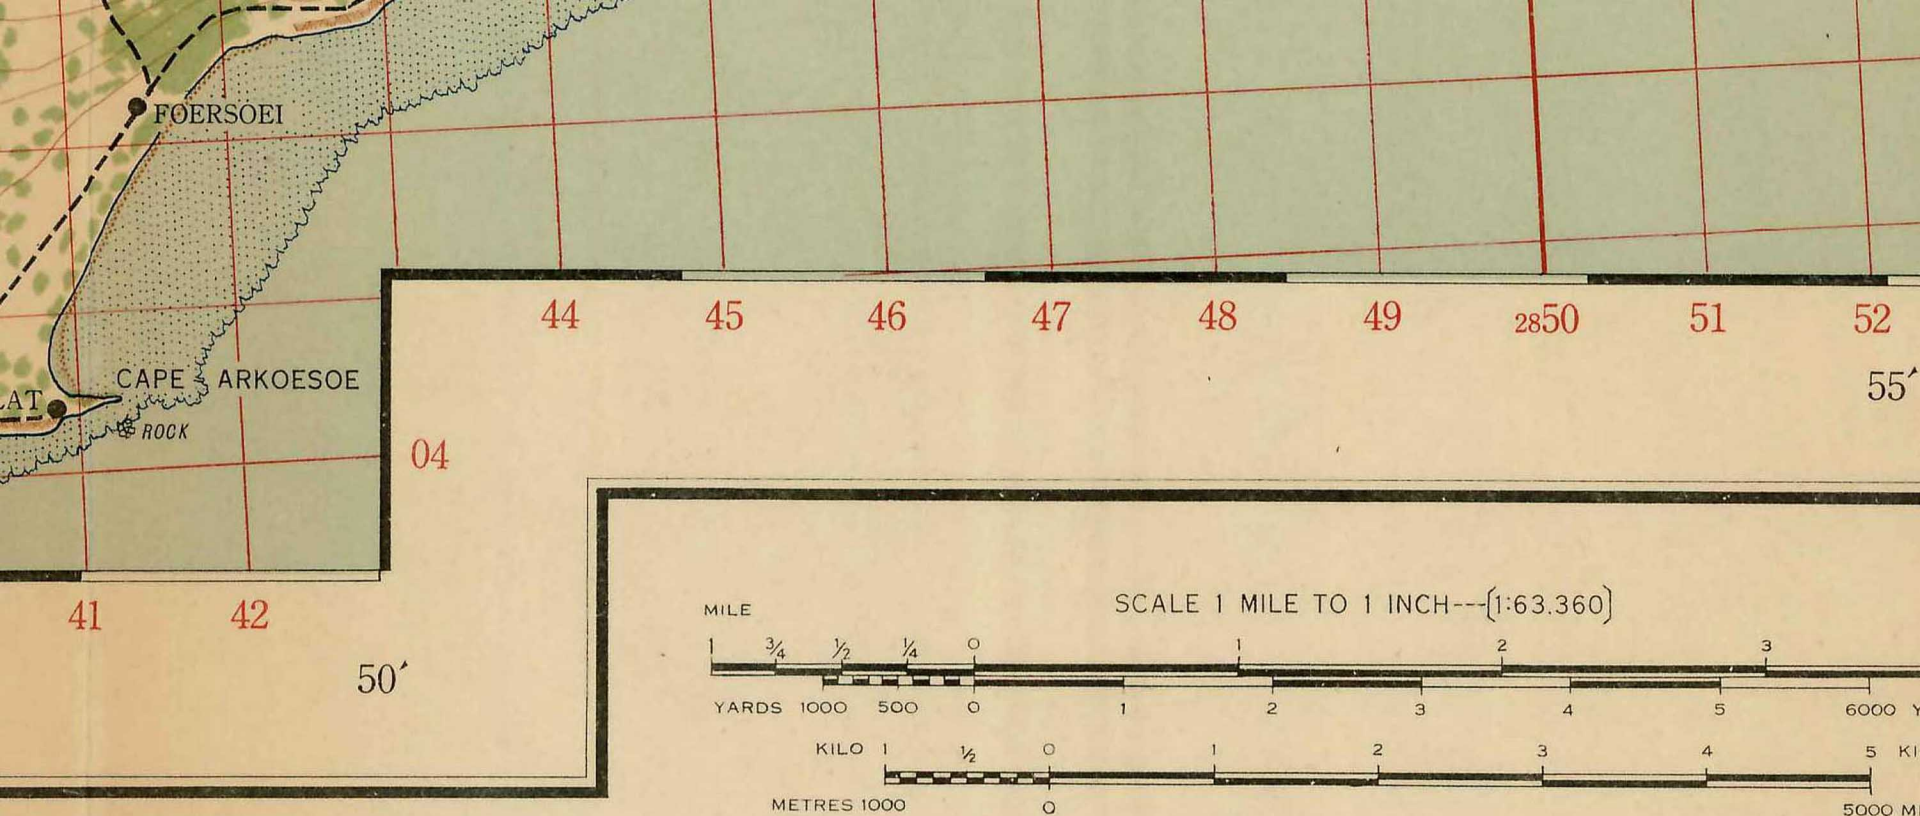 FOERSOEI
44 45 46 47 48 49 2850 51 52
CAPE ARKOESOE
55′
LAT
ROCK
04
41 42
50′
SCALE 1 MILE TO 1 INCH---(1:63.360)
MILE
1 3/4 1/2 1/4 0 1 2 3
YARDS 1000 500 0 1 2 3 4 5 6000 Y
KILO 1 1/2 0 1 2 3 4 5 KI
METRES 1000 0 5000 M